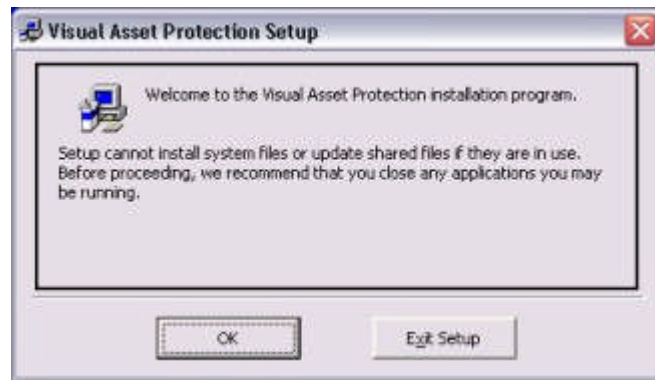 Visual Asset Protection Setup
Welcome to the Visual Asset Protection installation program.
Setup cannot install system files or update shared files if they are in use.
Before proceeding, we recommend that you close any applications you may
be running.
OK
Exit Setup